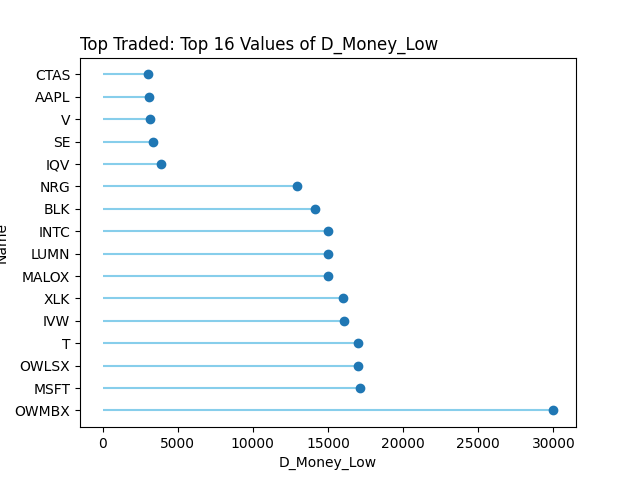 Top Traded: Top 16 Values of D_Money_Low
CTAS
AAPL
V
SE
IQV
NRG
BLK
INTC
LUMN
MALOX
XLK
IVW
T
OWLSX
MSFT
OWMBX
Name
0 5000 10000 15000 20000 25000 30000
D_Money_Low